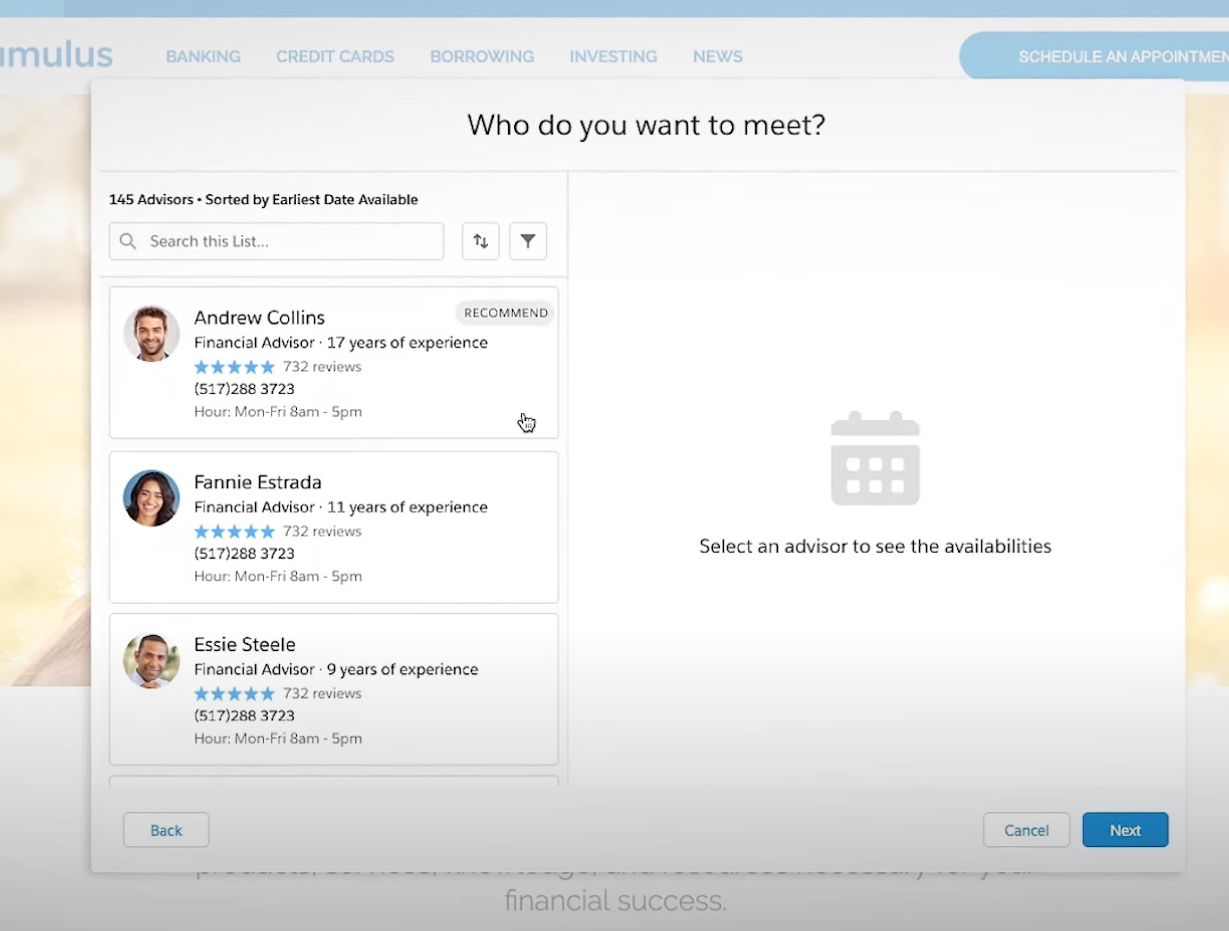 BANKING CREDIT CARDS BORROWING INVESTING NEWS SCHEDULE AN APPOINTMEN
Who do you want to meet?
145 Advisors • Sorted by Earliest Date Available
Search this List...
Andrew Collins
RECOMMEND
Financial Advisor · 17 years of experience
732 reviews
(517)288 3723
Hour: Mon-Fri 8am - 5pm
Fannie Estrada
Financial Advisor · 11 years of experience
732 reviews
(517)288 3723
Hour: Mon-Fri 8am - 5pm
Essie Steele
Financial Advisor · 9 years of experience
732 reviews
(517)288 3723
Hour: Mon-Fri 8am - 5pm
Select an advisor to see the availabilities
Back
Cancel
Next
financial success.